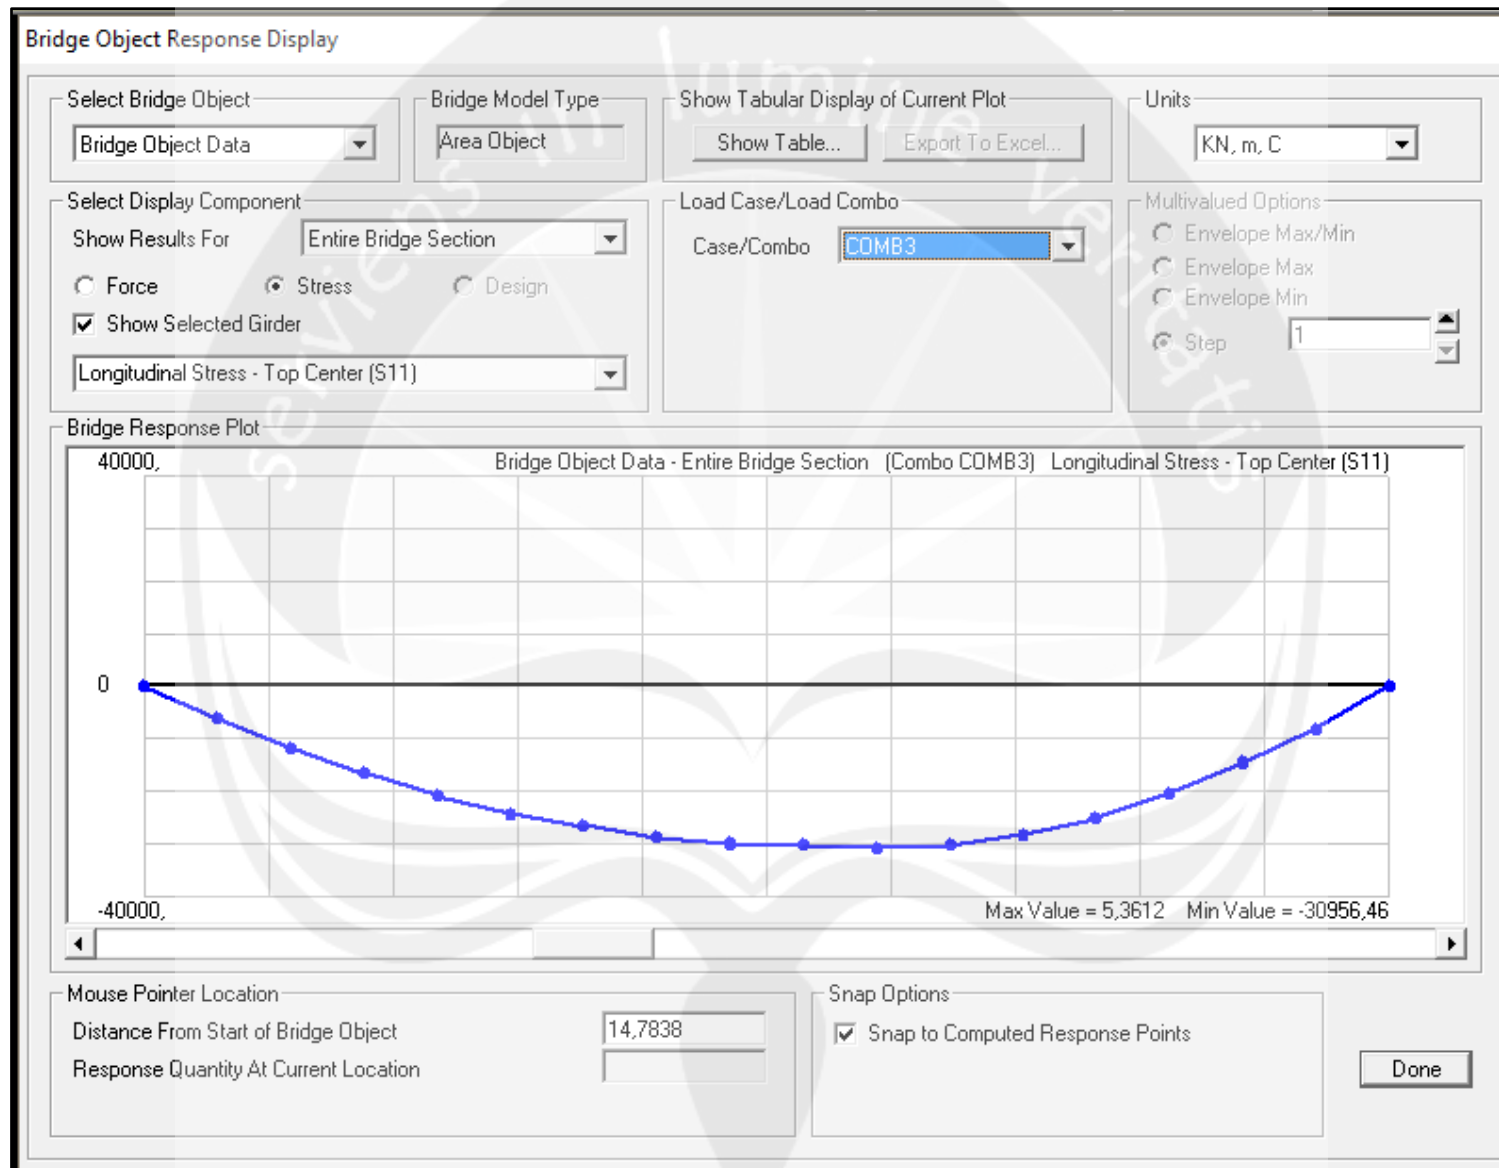 Bridge Object Response Display
Select Bridge Object
Bridge Object Data
Bridge Model Type
Area Object
Show Tabular Display of Current Plot
Show Table... Export To Excel...
Units
KN, m, C
Select Display Component
Show Results For Entire Bridge Section
Force Stress Design
Show Selected Girder
Longitudinal Stress - Top Center (S11)
Load Case/Load Combo
Case/Combo COMB3
Multivalued Options
Envelope Max/Min
Envelope Max
Envelope Min
Step 1
Bridge Response Plot
40000,
Bridge Object Data - Entire Bridge Section (Combo COMB3) Longitudinal Stress - Top Center (S11)
0
-40000,
Max Value = 5,3612 Min Value = -30956,46
Mouse Pointer Location
Distance From Start of Bridge Object 14,7838
Response Quantity At Current Location
Snap Options
Snap to Computed Response Points
Done
serviens in lumine veritatis